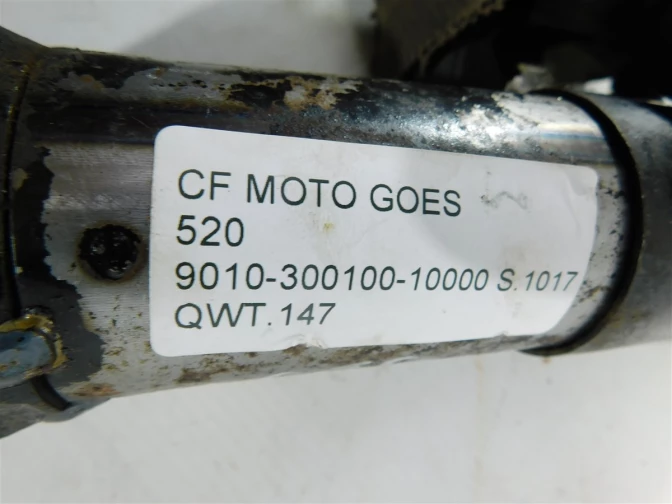 CF MOTO GOES
520
9010-300100-10000 S.1017
QWT.147